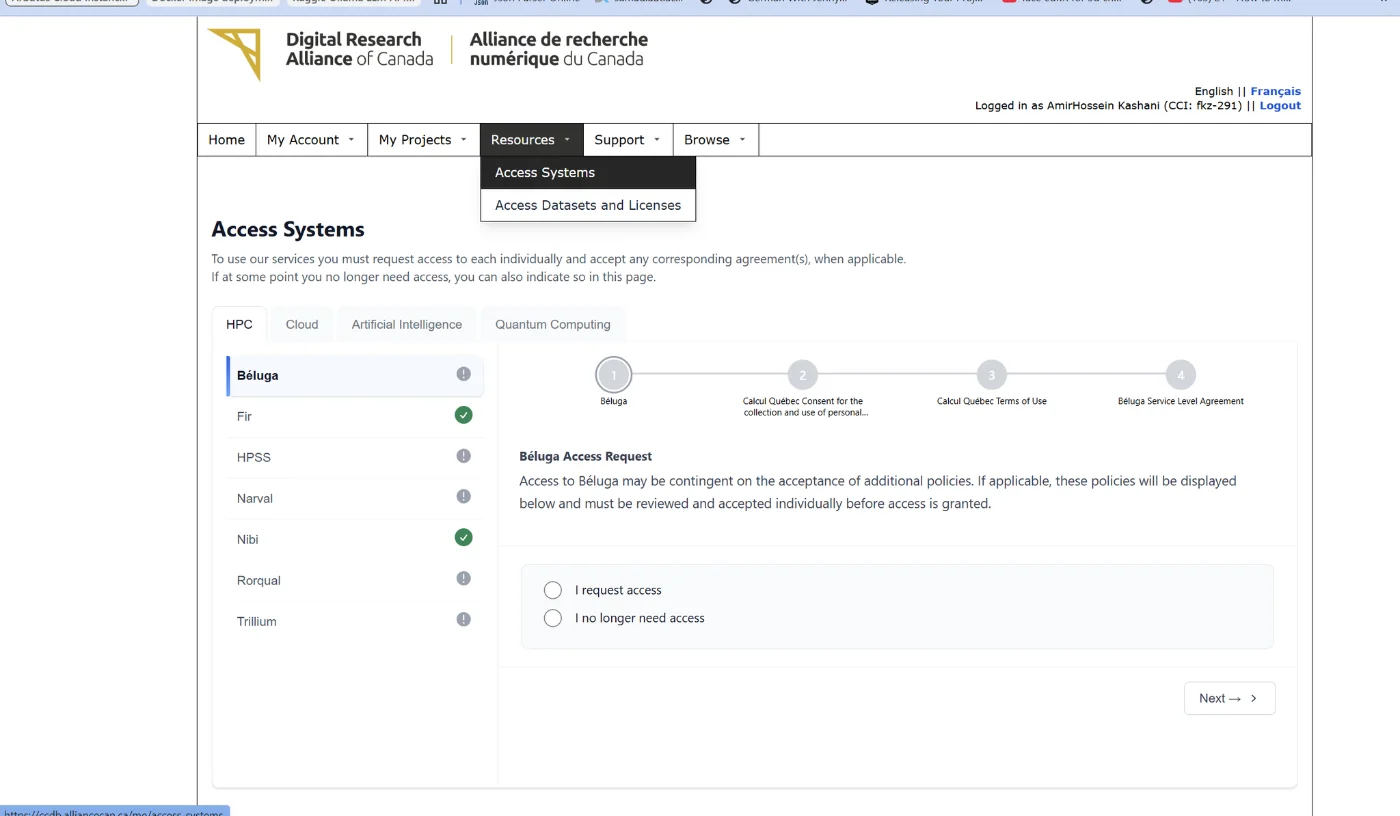 Digital Research
Alliance of Canada
Alliance de recherche
numérique du Canada
English || Français
Logged in as AmirHossein Kashani (CCI: fkz-291) || Logout
Home My Account My Projects Resources Support Browse
Access Systems
Access Datasets and Licenses
Access Systems
To use our services you must request access to each individually and accept any corresponding agreement(s), when applicable.
If at some point you no longer need access, you can also indicate so in this page.
HPC Cloud Artificial Intelligence Quantum Computing
Béluga
Fir
HPSS
Narval
Nibi
Rorqual
Trillium
1 2 3 4
Béluga
Calcul Québec Consent for the
collection and use of personal...
Calcul Québec Terms of Use
Béluga Service Level Agreement
Béluga Access Request
Access to Béluga may be contingent on the acceptance of additional policies. If applicable, these policies will be displayed
below and must be reviewed and accepted individually before access is granted.
I request access
I no longer need access
Next → >